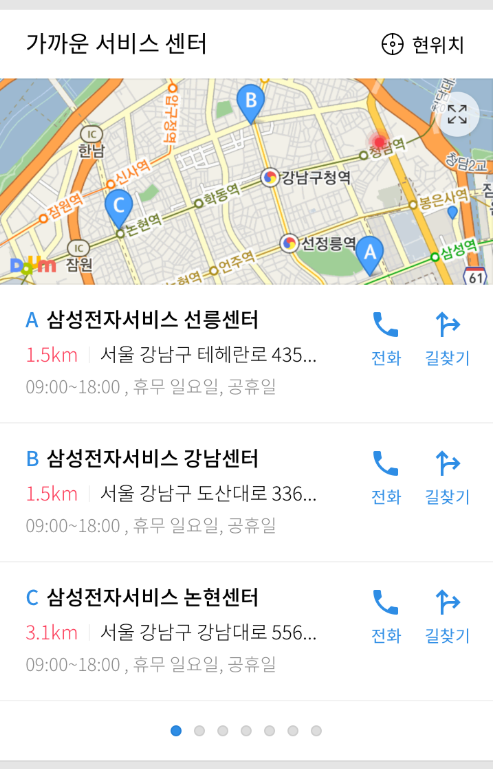 가까운 서비스 센터
현위치
B
IC
한남
압구정역
청남역
청담2교
신사역
강남구청역
C
학동역
잠원역
논현역
봉은사역
선정릉역
A
IC
잠원
언주역
삼성역
Daum
61
A 삼성전자서비스 선릉센터
1.5km 서울 강남구 테헤란로 435...
09:00~18:00 , 휴무 일요일, 공휴일
전화 길찾기
B 삼성전자서비스 강남센터
1.5km 서울 강남구 도산대로 336...
09:00~18:00 , 휴무 일요일, 공휴일
전화 길찾기
C 삼성전자서비스 논현센터
3.1km 서울 강남구 강남대로 556...
09:00~18:00 , 휴무 일요일, 공휴일
전화 길찾기